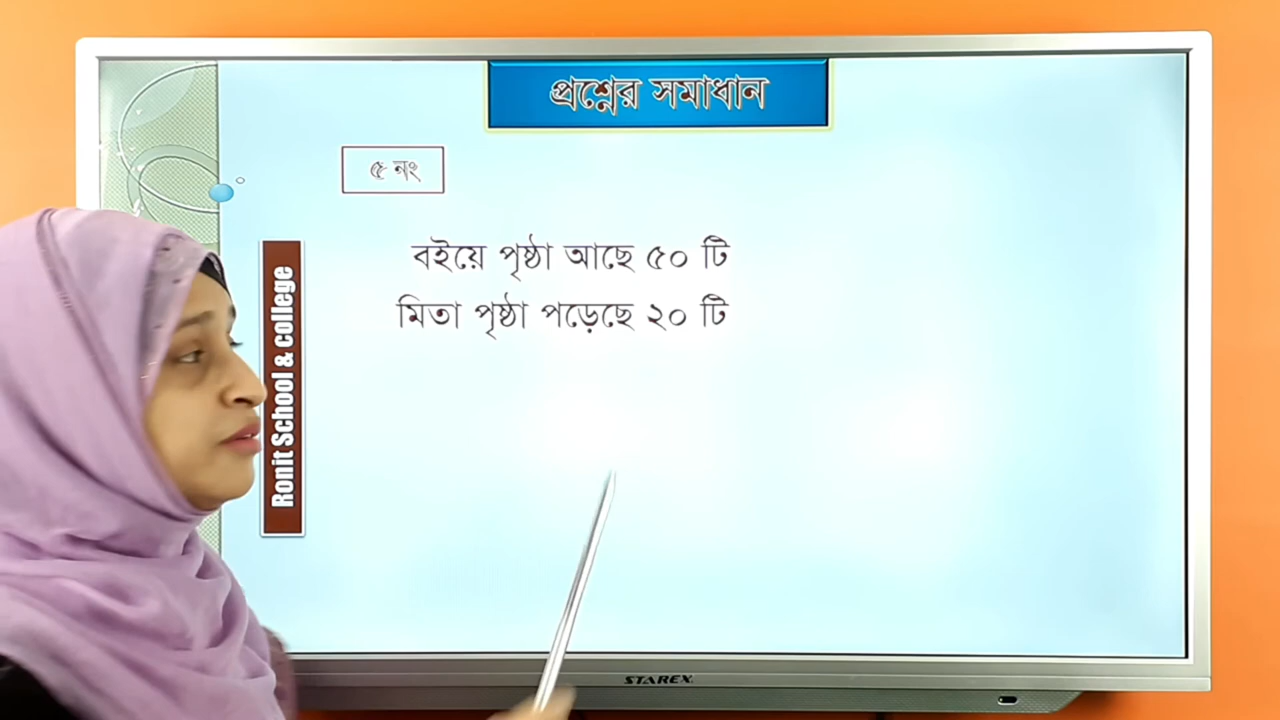 প্রশ্নের সমাধান
৫ নং
বইয়ে পৃষ্ঠা আছে ৫০ টি
মিতা পৃষ্ঠা পড়েছে ২০ টি
Ronit School & college
STAREX